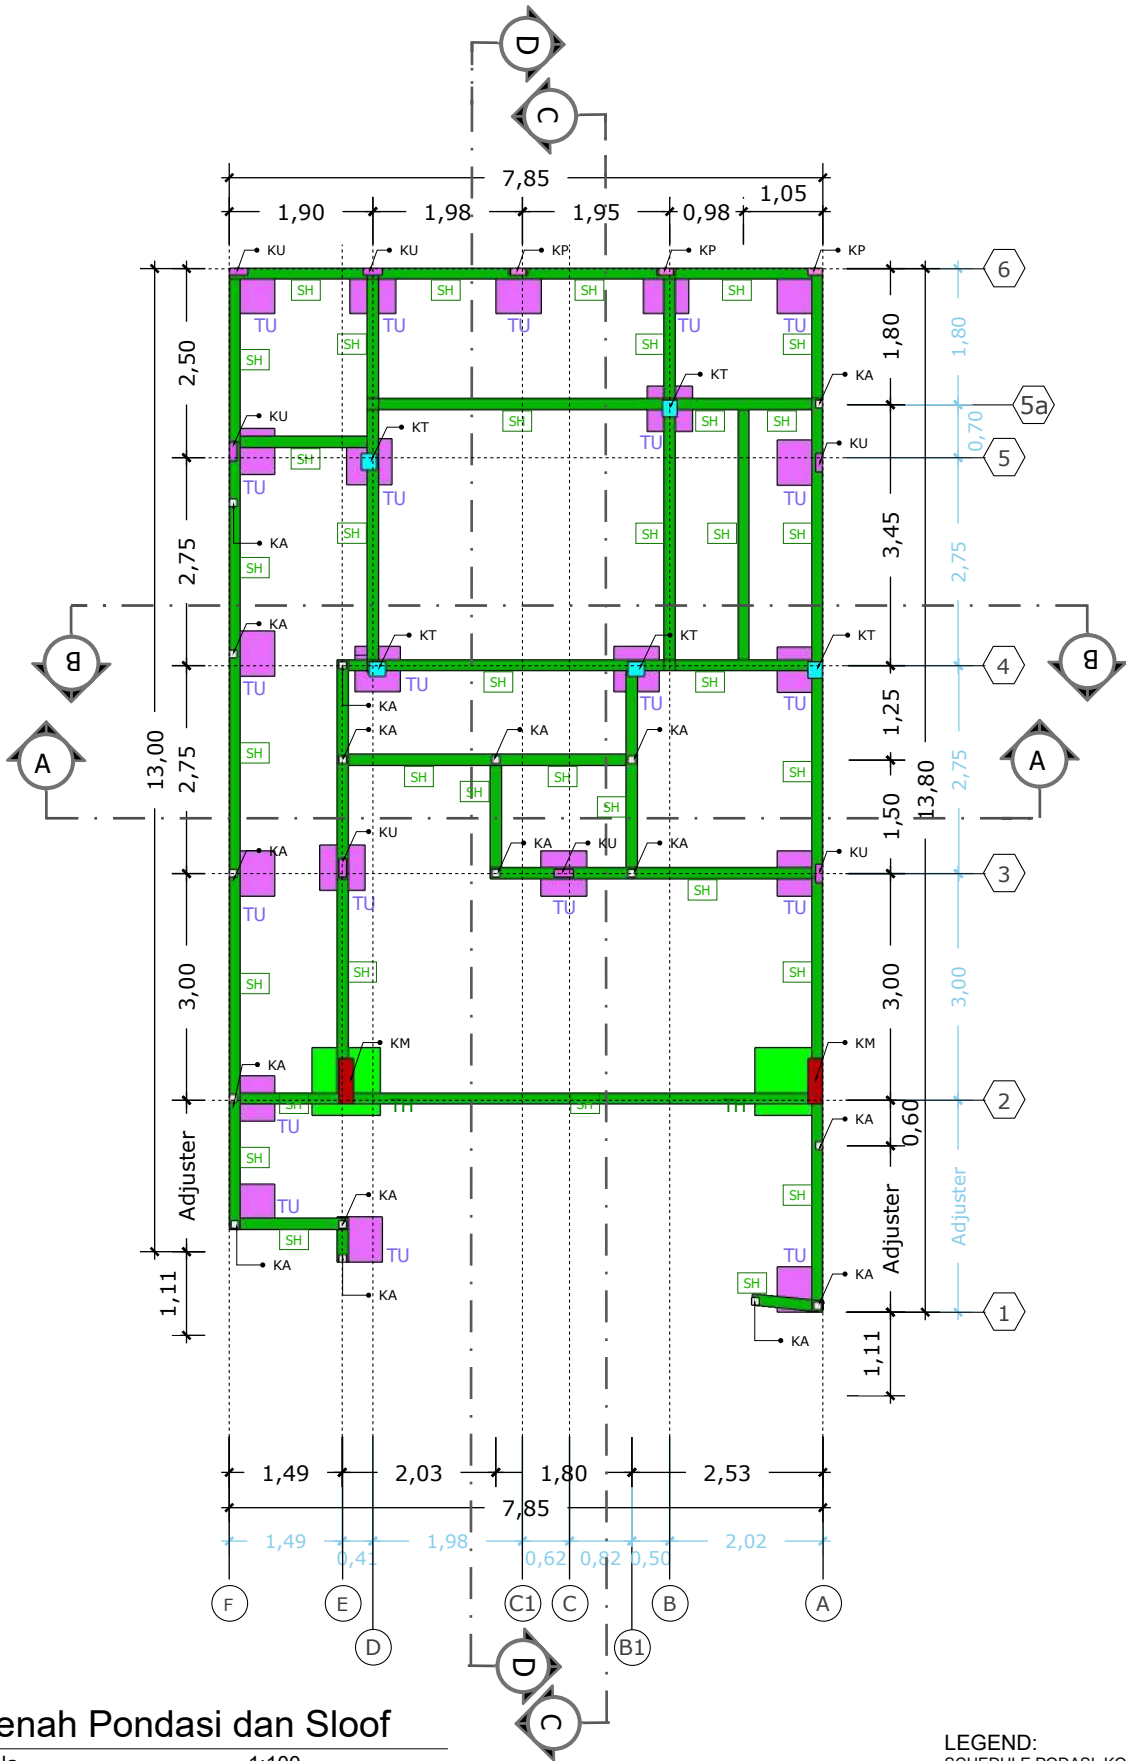 D
C
7,85
1,05
1,90
1,98
1,95
0,98
KU
KU
KP
KP
KP
6
SH
SH
SH
SH
TU
TU
TU
TU
TU
1,80
1,80
2,50
SH
SH
SH
SH
KT
KA
5a
KU
SH
SH
SH
0,70
TU
KT
KU
5
SH
TU
TU
KA
SH
SH
SH
SH
SH
2,75
3,45
2,75
B
KA
KT
KT
KT
B
4
TU
TU
SH
SH
TU
TU
KA
1,25
KA
KA
KA
A
13,00
2,75
SH
SH
SH
SH
2,75
A
13,80
SH
SH
1,50
KU
KA
KA
KU
KA
KU
3
SH
TU
TU
TU
TU
3,00
SH
SH
SH
3,00
3,00
KM
KM
KA
SH
TH
SH
TH
2
TU
0,60
KA
Adjuster
SH
SH
Adjuster
Adjuster
TU
KA
SH
TU
TU
KA
SH
KA
KA
1,11
1
KA
1,11
1,49
2,03
1,80
2,53
7,85
1,49
0,41
1,98
0,62
0,82
0,50
2,02
F
E
C1
C
B
A
D
B1
D
C
enah Pondasi dan Sloof
1:100
LEGEND: